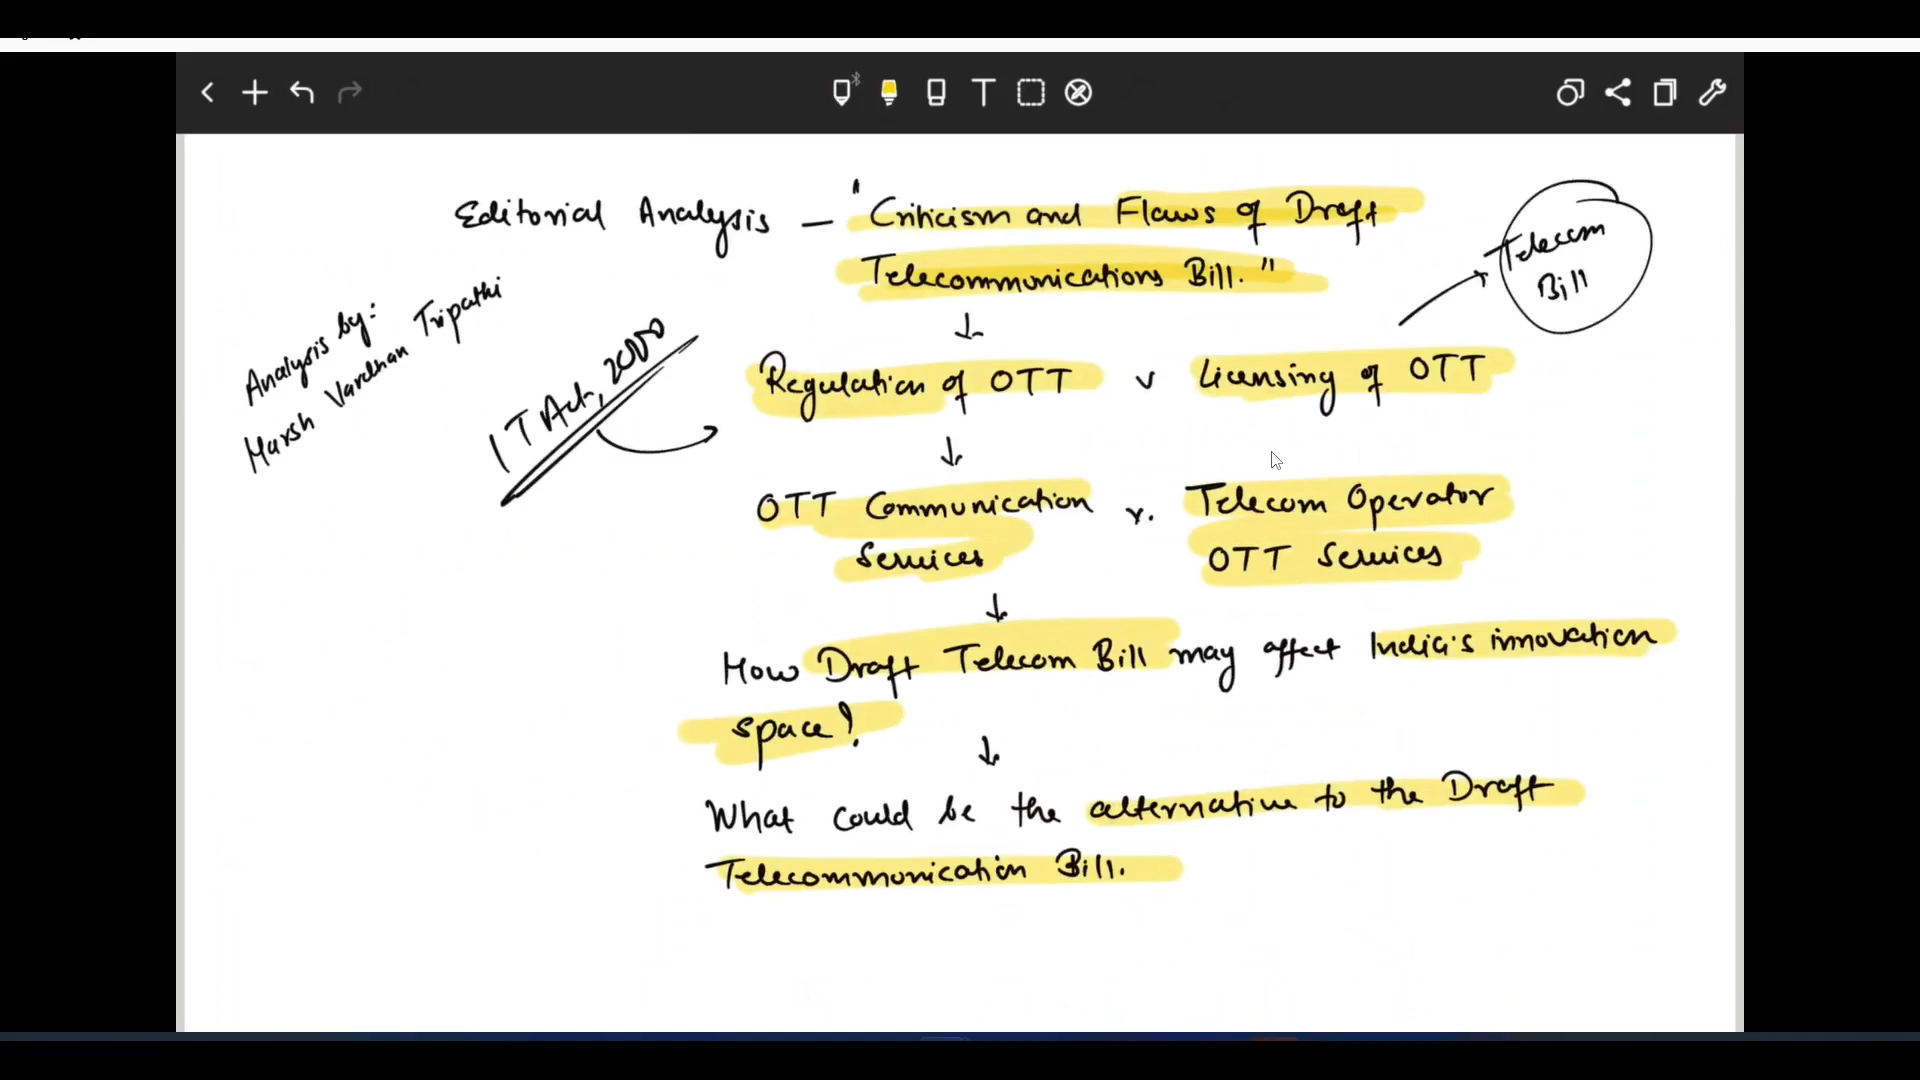 Editorial Analysis — "Criticism and Flaws of Draft
Telecommunications Bill."
Telecom
Bill
Analysis by:
Harsh Vardhan Tripathi
IT Act, 2000
Regulation of OTT v Licensing of OTT
OTT Communication v. Telecom Operator
Services OTT Services
How Draft Telecom Bill may affect India's innovation
space?
What could be the alternative to the Draft
Telecommunication Bill.